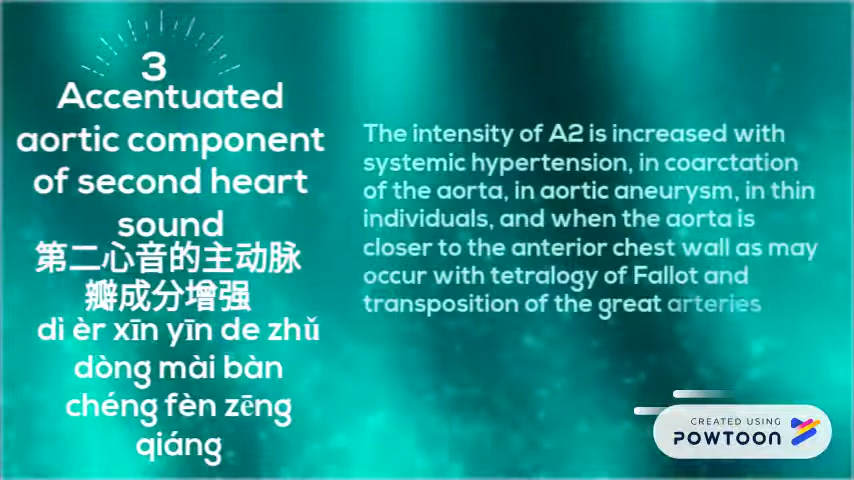 3
Accentuated
aortic component
of second heart
sound
第二心音的主动脉
瓣成分增强
dì èr xīn yīn de zhǔ
dòng mài bàn
chéng fèn zēng
qiáng
The intensity of A2 is increased with
systemic hypertension, in coarctation
of the aorta, in aortic aneurysm, in thin
individuals, and when the aorta is
closer to the anterior chest wall as may
occur with tetralogy of Fallot and
transposition of the great arteries
CREATED USING
POWTOON